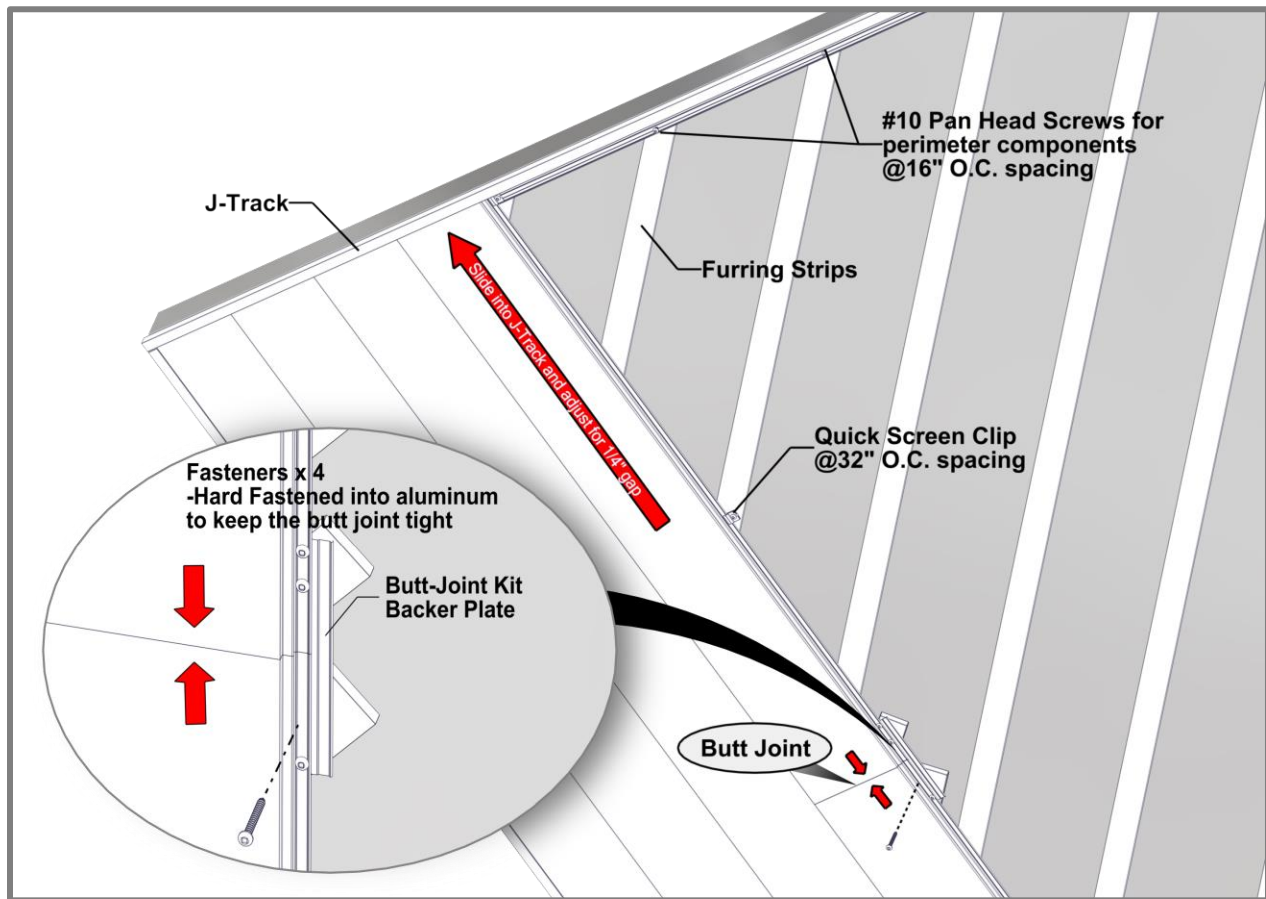 #10 Pan Head Screws for
perimeter components
@16" O.C. spacing
J-Track
Furring Strips
Slide into J-Track and adjust for 1/4" gap
Quick Screen Clip
@32" O.C. spacing
Fasteners x 4
-Hard Fastened into aluminum
to keep the butt joint tight
Butt-Joint Kit
Backer Plate
Butt Joint